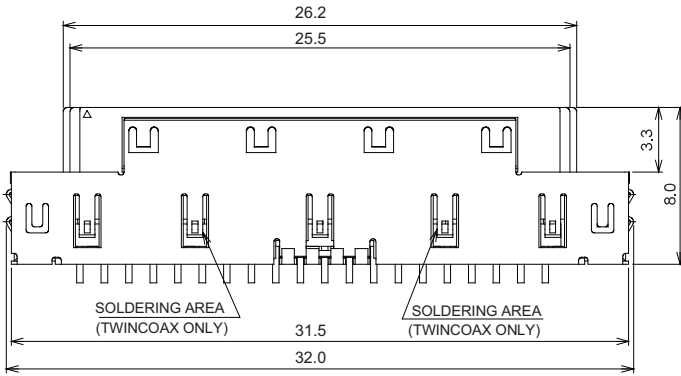 26.2
25.5
3.3
8.0
SOLDERING AREA
(TWINCOAX ONLY)
SOLDERING AREA
(TWINCOAX ONLY)
31.5
32.0